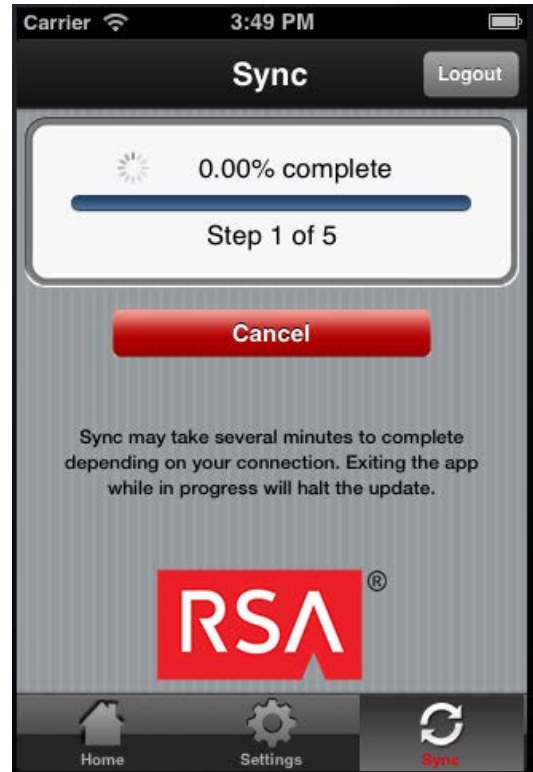 Carrier 3:49 PM
Sync Logout
0.00% complete
Step 1 of 5
Cancel
Sync may take several minutes to complete
depending on your connection. Exiting the app
while in progress will halt the update.
RSA®
Home Settings Sync